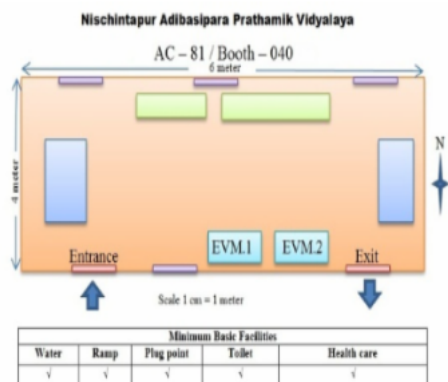 Nischintapur Adibasipara Prathamik Vidyalaya
AC – 81 / Booth – 040
6 meter
4 meter
N
EVM.1 EVM.2
Entrance Exit
Scale 1 cm = 1 meter
Minimum Basic Facilities
Water Ramp Plug point Toilet Health care
√ √ √ √ √